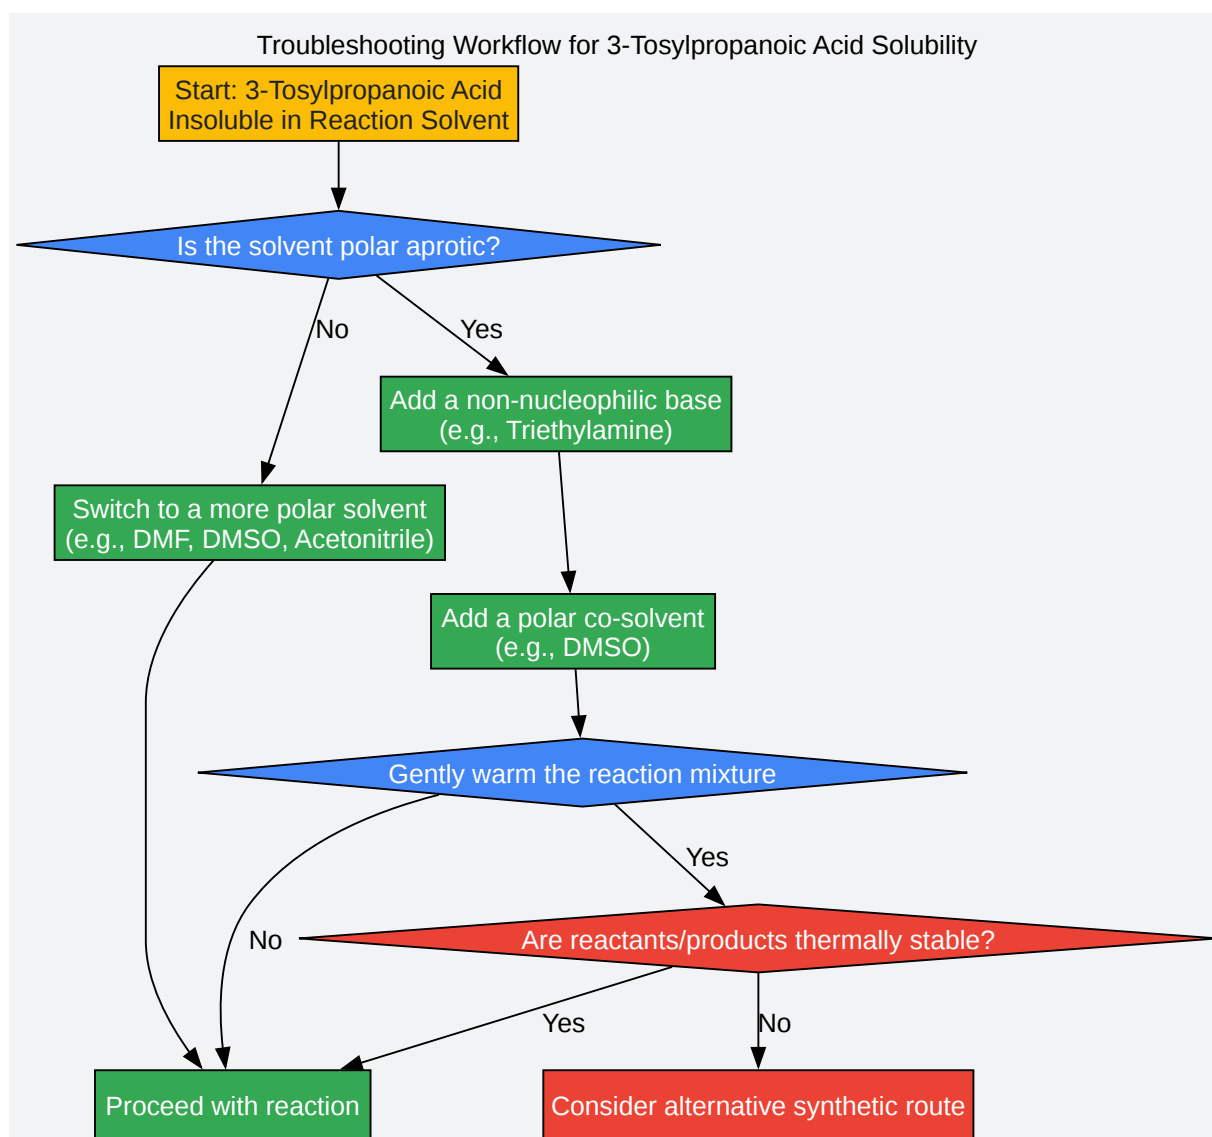 Troubleshooting Workflow for 3-Tosylpropanoic Acid Solubility
Start: 3-Tosylpropanoic Acid
Insoluble in Reaction Solvent
Is the solvent polar aprotic?
No
Yes
Add a non-nucleophilic base
(e.g., Triethylamine)
Switch to a more polar solvent
(e.g., DMF, DMSO, Acetonitrile)
Add a polar co-solvent
(e.g., DMSO)
Gently warm the reaction mixture
Yes
No
Are reactants/products thermally stable?
Yes
No
Proceed with reaction
Consider alternative synthetic route